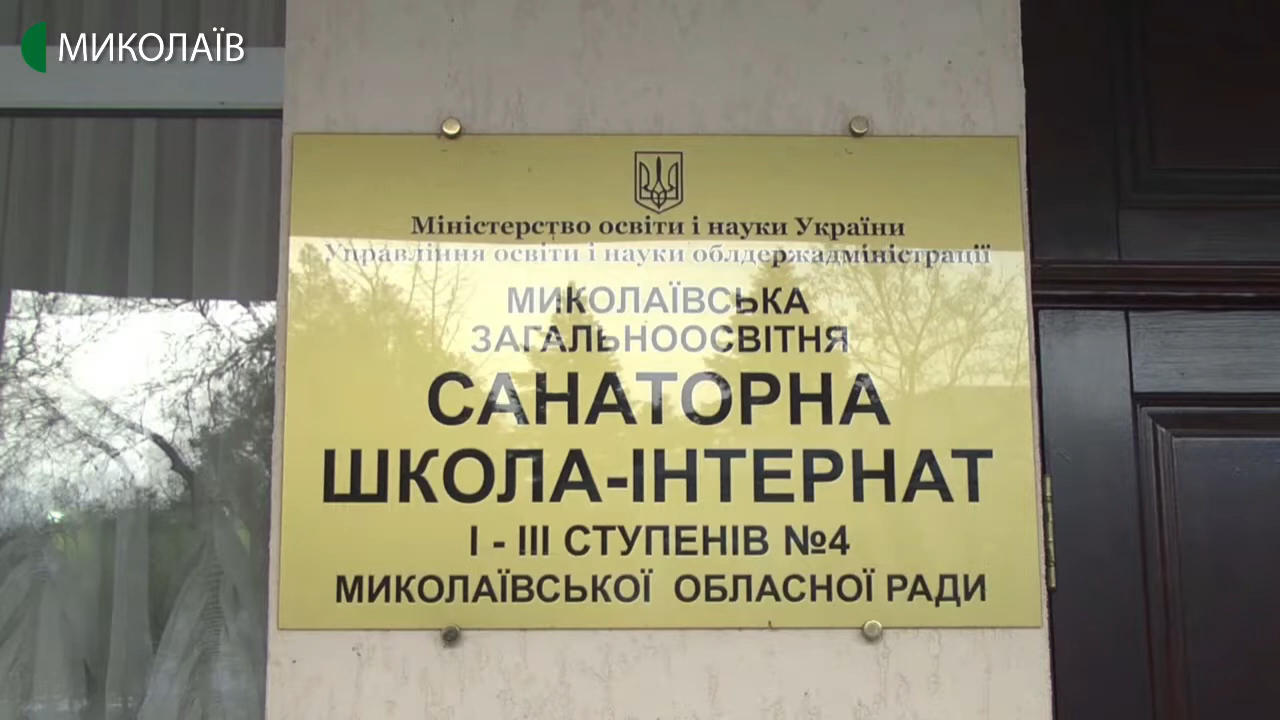 МИКОЛАЇВ
Міністерство освіти і науки України
Управління освіти і науки облдержадміністрації
МИКОЛАЇВСЬКА
ЗАГАЛЬНООСВІТНЯ
САНАТОРНА
ШКОЛА-ІНТЕРНАТ
І - ІІІ СТУПЕНІВ №4
МИКОЛАЇВСЬКОЇ ОБЛАСНОЇ РАДИ